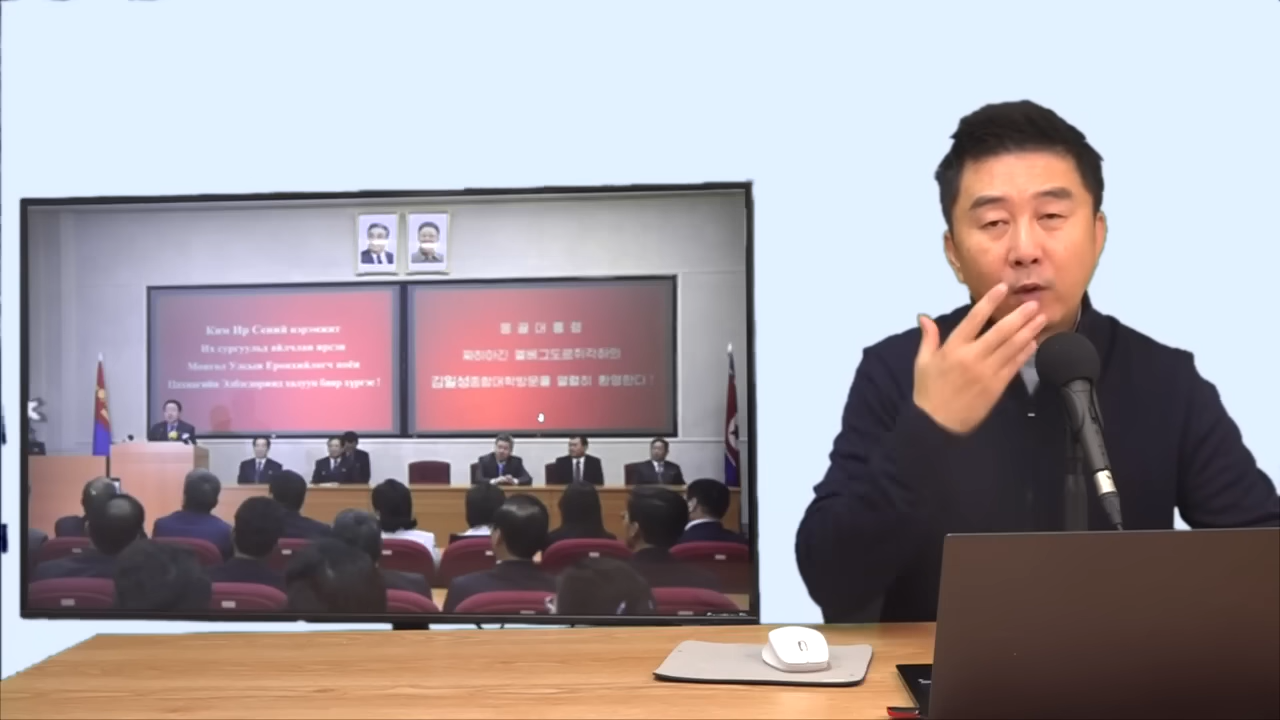 Ким Ир Сений нэрэмжит
Их сургуульд айлчлан ирсэн
Монгол Улсын Ерөнхийлөгч ноён
Цахиагийн Элбэгдоржид халуун баяр хүргэе!
몽골대통령
짜히아긴 엘베그도르쥐각하의
김일성종합대학방문을 열렬히 환영한다!